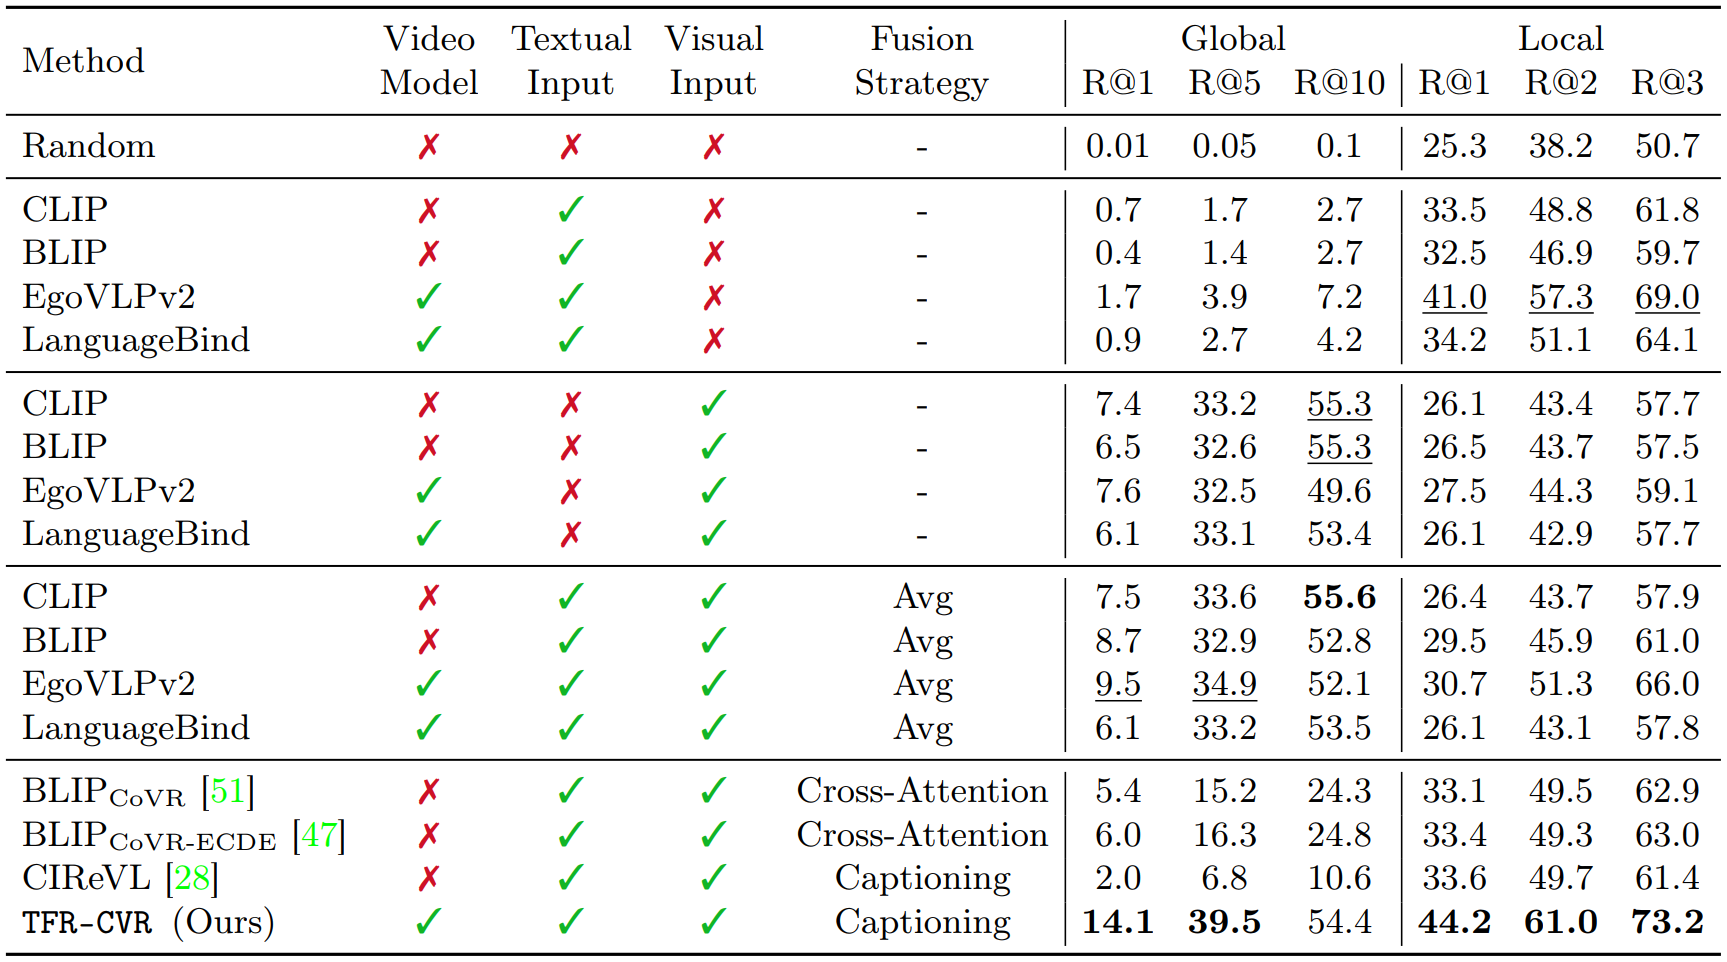 Method Video Model Textual Input Visual Input Fusion Strategy Global Local
R@1 R@5 R@10 R@1 R@2 R@3
Random ✗ ✗ ✗ - 0.01 0.05 0.1 25.3 38.2 50.7
CLIP ✗ ✓ ✗ - 0.7 1.7 2.7 33.5 48.8 61.8
BLIP ✗ ✓ ✗ - 0.4 1.4 2.7 32.5 46.9 59.7
EgoVLPv2 ✓ ✓ ✗ - 1.7 3.9 7.2 41.0 57.3 69.0
LanguageBind ✓ ✓ ✗ - 0.9 2.7 4.2 34.2 51.1 64.1
CLIP ✗ ✗ ✓ - 7.4 33.2 55.3 26.1 43.4 57.7
BLIP ✗ ✗ ✓ - 6.5 32.6 55.3 26.5 43.7 57.5
EgoVLPv2 ✓ ✗ ✓ - 7.6 32.5 49.6 27.5 44.3 59.1
LanguageBind ✓ ✗ ✓ - 6.1 33.1 53.4 26.1 42.9 57.7
CLIP ✗ ✓ ✓ Avg 7.5 33.6 55.6 26.4 43.7 57.9
BLIP ✗ ✓ ✓ Avg 8.7 32.9 52.8 29.5 45.9 61.0
EgoVLPv2 ✓ ✓ ✓ Avg 9.5 34.9 52.1 30.7 51.3 66.0
LanguageBind ✓ ✓ ✓ Avg 6.1 33.2 53.5 26.1 43.1 57.8
BLIP CoVR [51] ✗ ✓ ✓ Cross-Attention 5.4 15.2 24.3 33.1 49.5 62.9
BLIP CoVR-ECDE [47] ✗ ✓ ✓ Cross-Attention 6.0 16.3 24.8 33.4 49.3 63.0
CIReVL [28] ✗ ✓ ✓ Captioning 2.0 6.8 10.6 33.6 49.7 61.4
TFR-CVR (Ours) ✓ ✓ ✓ Captioning 14.1 39.5 54.4 44.2 61.0 73.2